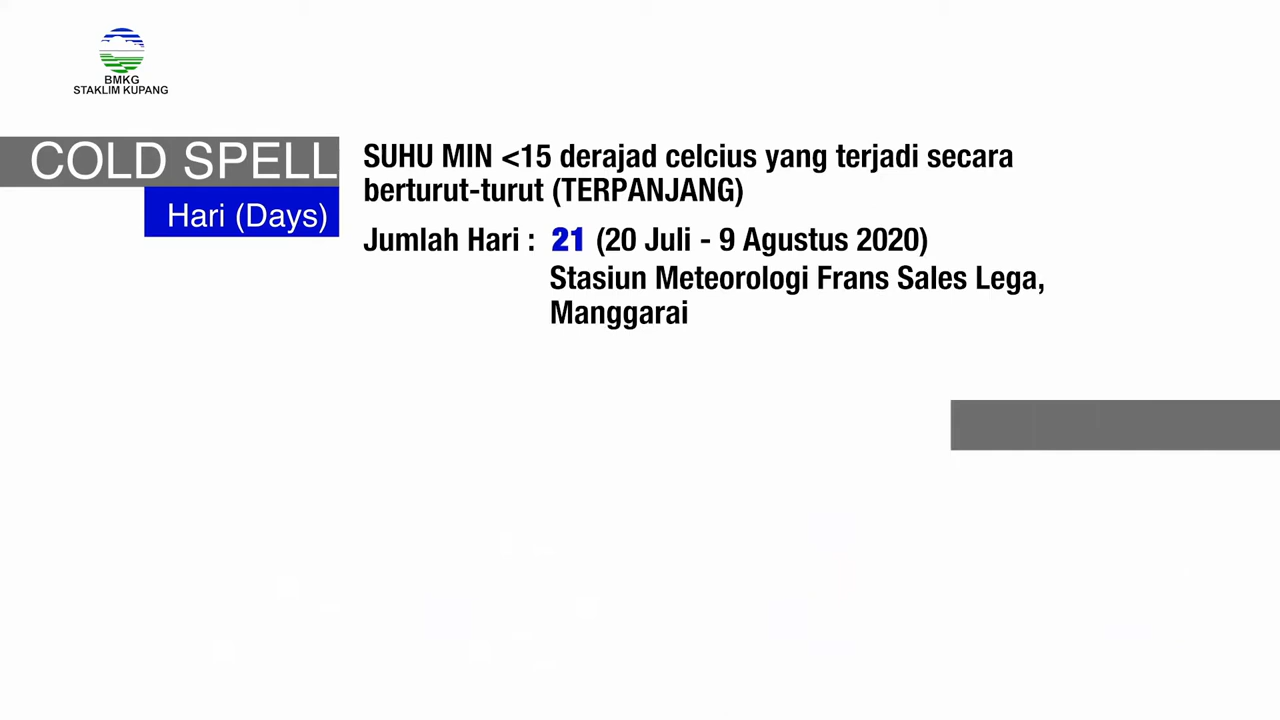 BMKG
STAKLIM KUPANG
COLD SPELL
Hari (Days)
SUHU MIN <15 derajad celcius yang terjadi secara
berturut-turut (TERPANJANG)
Jumlah Hari : 21 (20 Juli - 9 Agustus 2020)
Stasiun Meteorologi Frans Sales Lega,
Manggarai